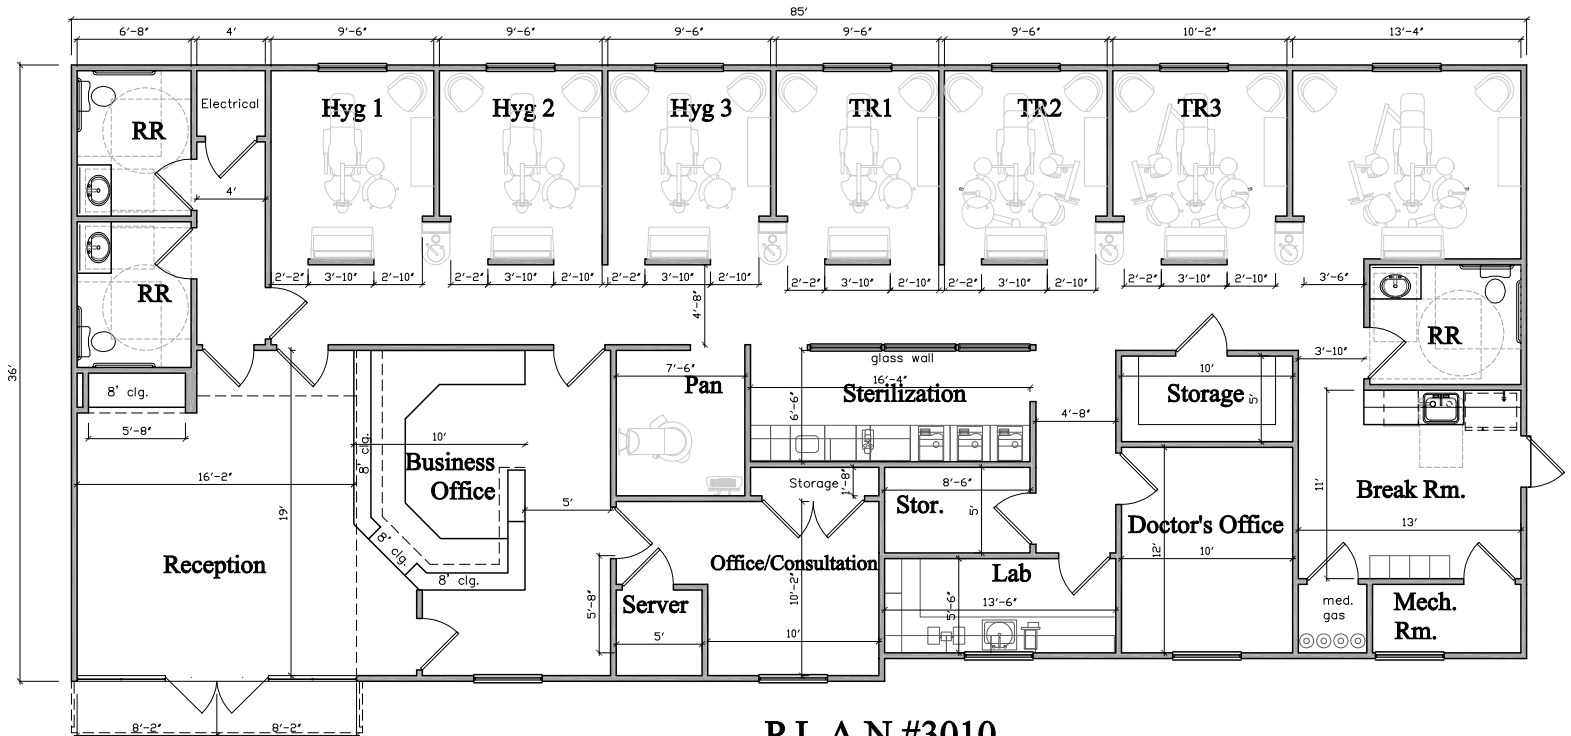 85'
6'-8"
4'
9'-6"
9'-6"
9'-6"
9'-6"
9'-6"
10'-2"
13'-4"
RR
Electrical
Hyg 1
Hyg 2
Hyg 3
TR1
TR2
TR3
4'
RR
2'-2"
3'-10"
2'-10"
2'-2"
3'-10"
2'-10"
2'-2"
3'-10"
2'-10"
2'-2"
3'-10"
2'-10"
2'-2"
3'-10"
2'-10"
2'-2"
3'-10"
2'-10"
3'-6"
4'-8"
RR
36'
glass wall
3'-10"
7'-6"
Pan
16'-4"
Sterilization
6'-6"
10'
Storage
5'
8' clg.
5'-8"
10'
8' clg.
4'-8"
Business
Office
16'-2"
19'
5'
Storage
1'-8"
8'-6"
Stor.
5'
11'
Break Rm.
13'
Doctor's Office
12'
10'
Reception
8' clg.
8' clg.
Office/Consultation
10'-2"
Lab
13'-6"
5'-6"
5'-8"
Server
5'
10'
med.
gas
Mech.
Rm.
8'-2"
8'-2"
PLAN #3010